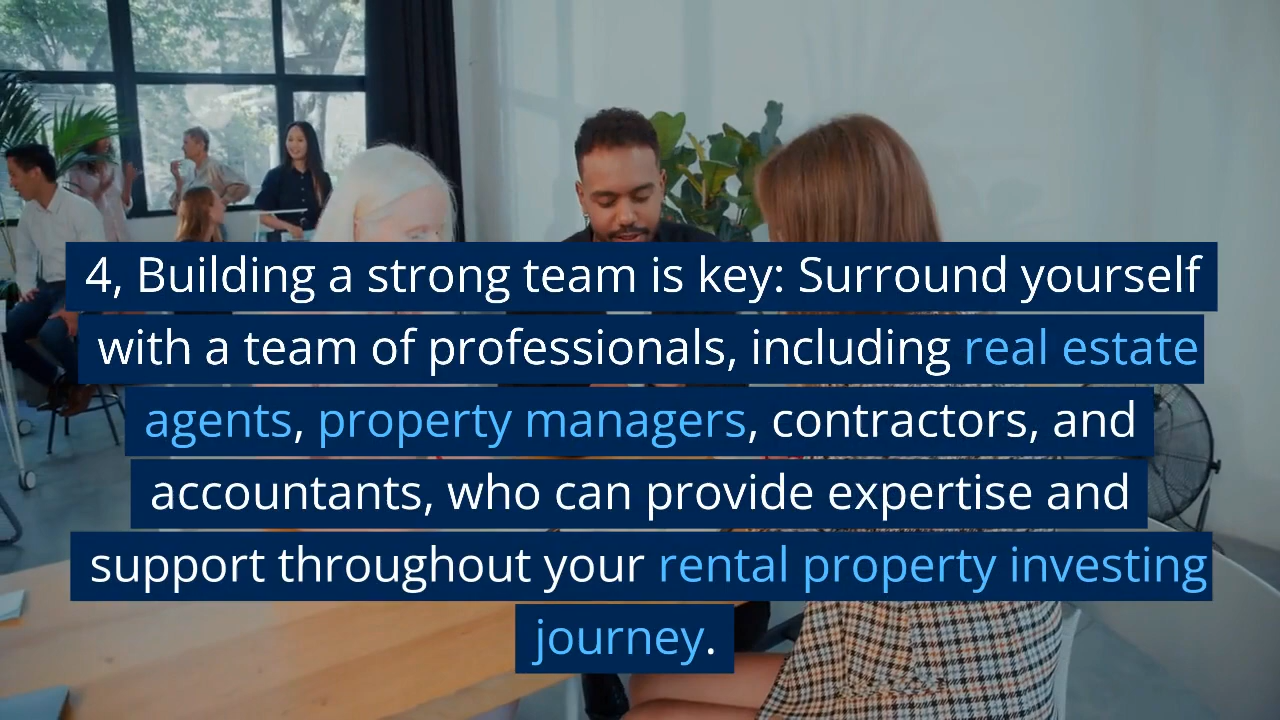 4, Building a strong team is key: Surround yourself
with a team of professionals, including real estate
agents, property managers, contractors, and
accountants, who can provide expertise and
support throughout your rental property investing
journey.